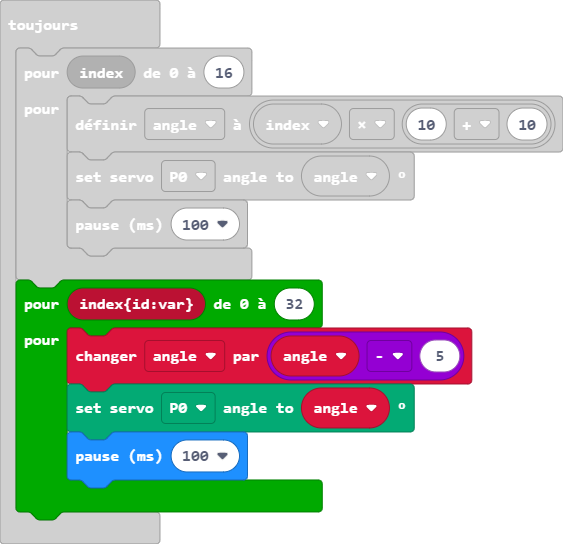 toujours
pour index de 0 à 16
pour
définir angle à index × 10 + 10
set servo P0 angle to angle °
pause (ms) 100
pour index{id:var} de 0 à 32
pour
changer angle par angle - 5
set servo P0 angle to angle °
pause (ms) 100